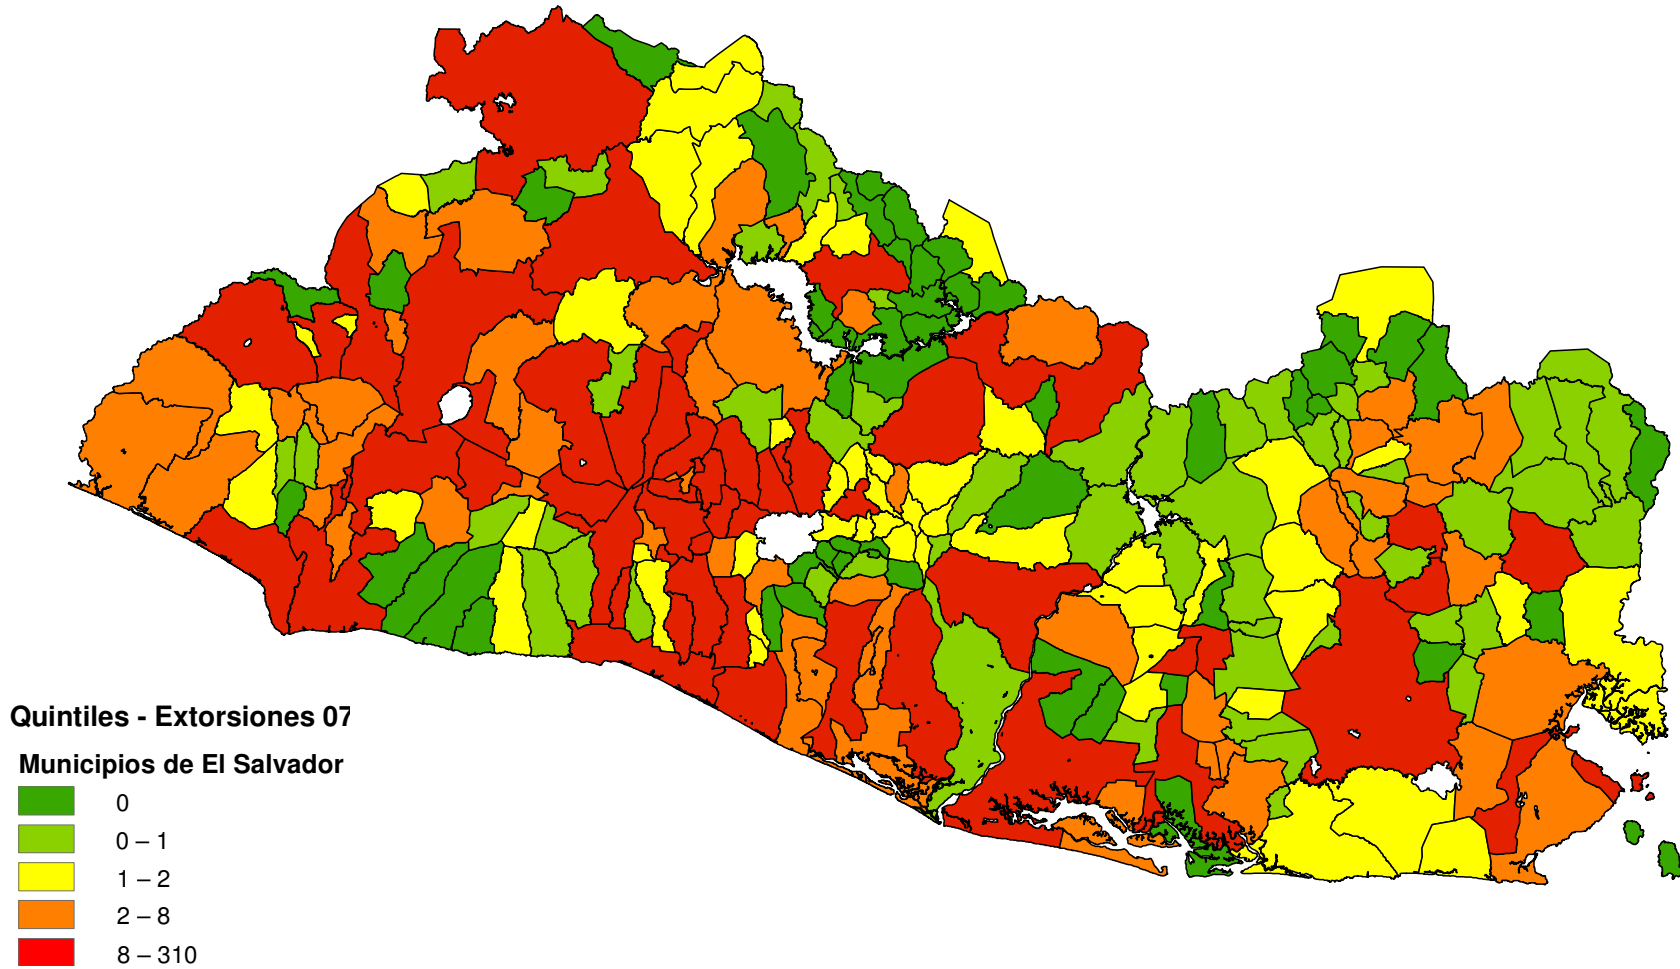 Quintiles - Extorsiones 07
Municipios de El Salvador
0
0 – 1
1 – 2
2 – 8
8 – 310